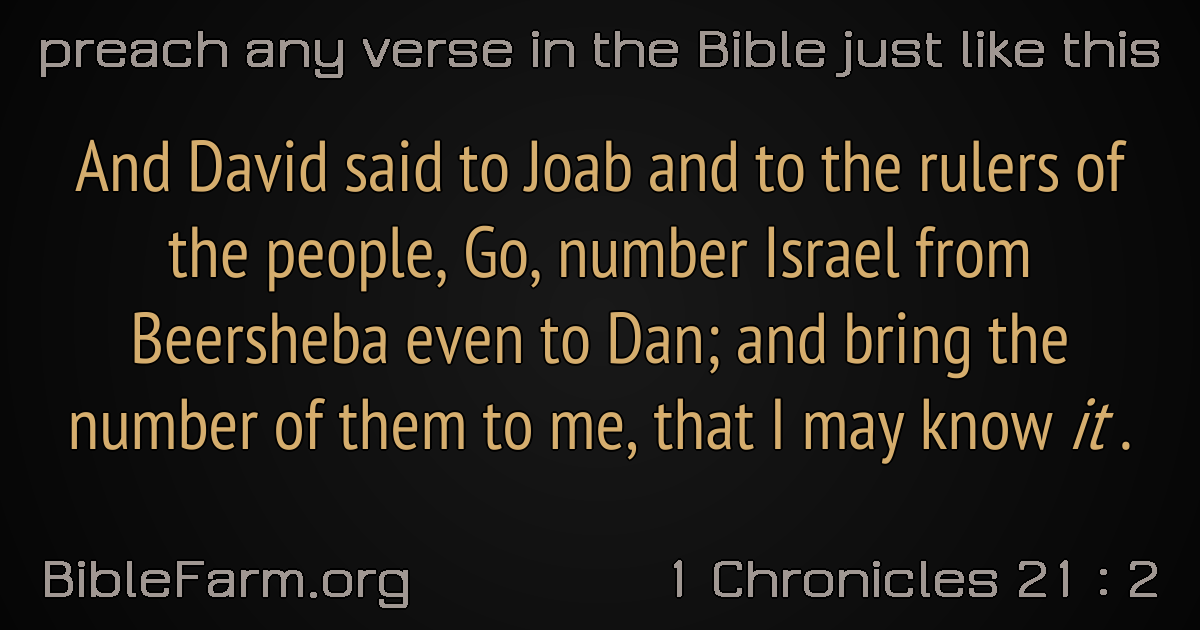 preach any verse in the Bible just like this
And David said to Joab and to the rulers of
the people, Go, number Israel from
Beersheba even to Dan; and bring the
number of them to me, that I may know it .
BibleFarm.org
1 Chronicles 21 : 2